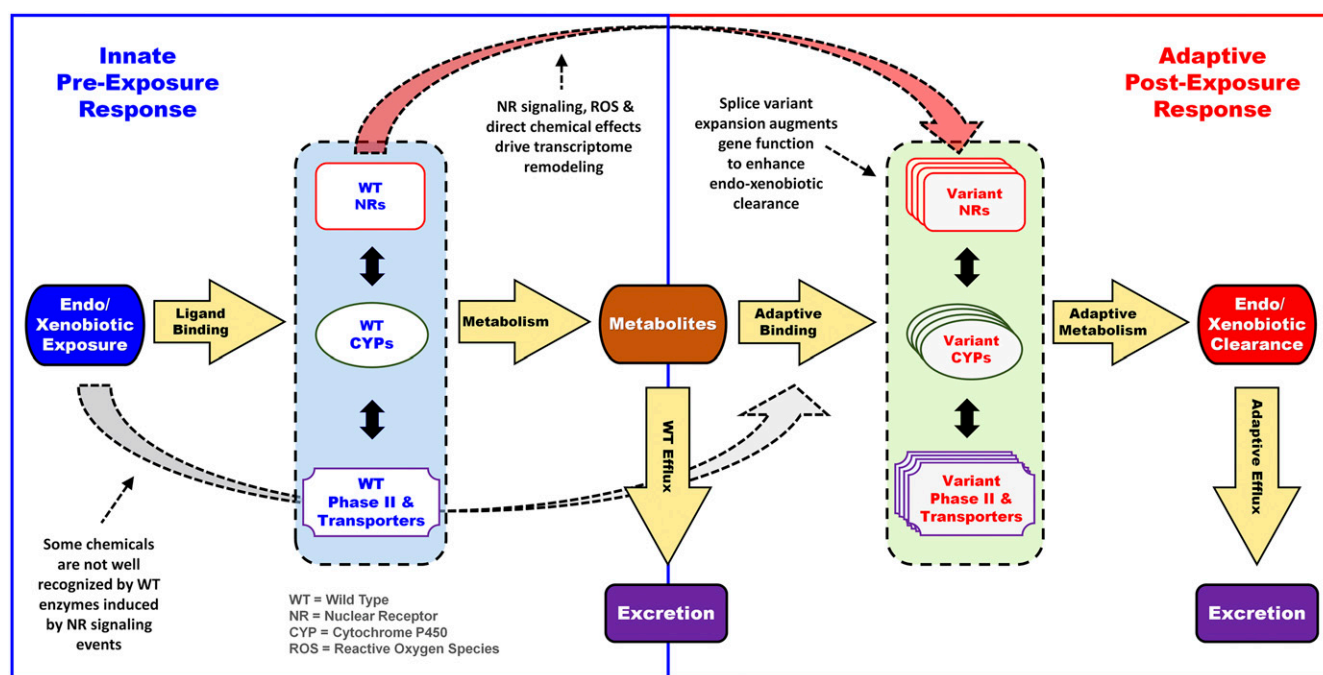 Innate
Pre-Exposure
Response
NR signaling, ROS &
direct chemical effects
drive transcriptome
remodeling
Splice variant
expansion augments
gene function
to enhance
endo-xenobiotic
clearance
Adaptive
Post-Exposure
Response
WT
NRs
Variant
NRs
Endo/
Xenobiotic
Exposure
Ligand
Binding
WT
CYPs
Metabolism
Metabolites
Adaptive
Binding
Variant
CYPs
Adaptive
Metabolism
Endo/
Xenobiotic
Clearance
WT Efflux
Adaptive Efflux
WT
Phase II &
Transporters
Variant
Phase II &
Transporters
Some chemicals
are not well
recognized by WT
enzymes induced
by NR signaling
events
WT = Wild Type
NR = Nuclear Receptor
CYP = Cytochrome P450
ROS = Reactive Oxygen Species
Excretion
Excretion